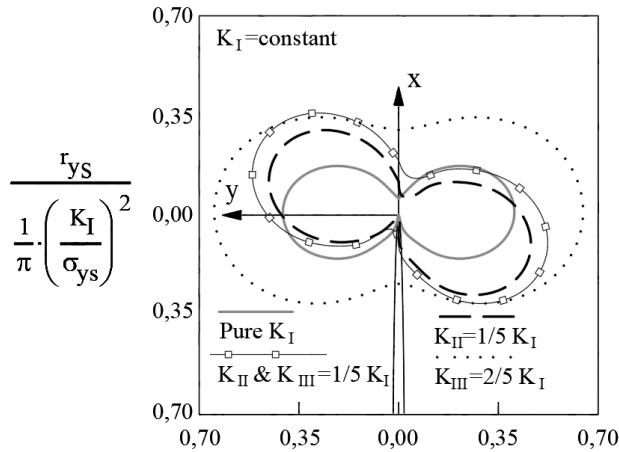 0,70
K_I=constant
x
0,35
r_ys
1/π · (K_I/σ_ys)^2
y
0,00
0,35
Pure K_I
K_II=1/5 K_I
K_II & K_III=1/5 K_I
K_III=2/5 K_I
0,70
0,70 0,35 0,00 0,35 0,70